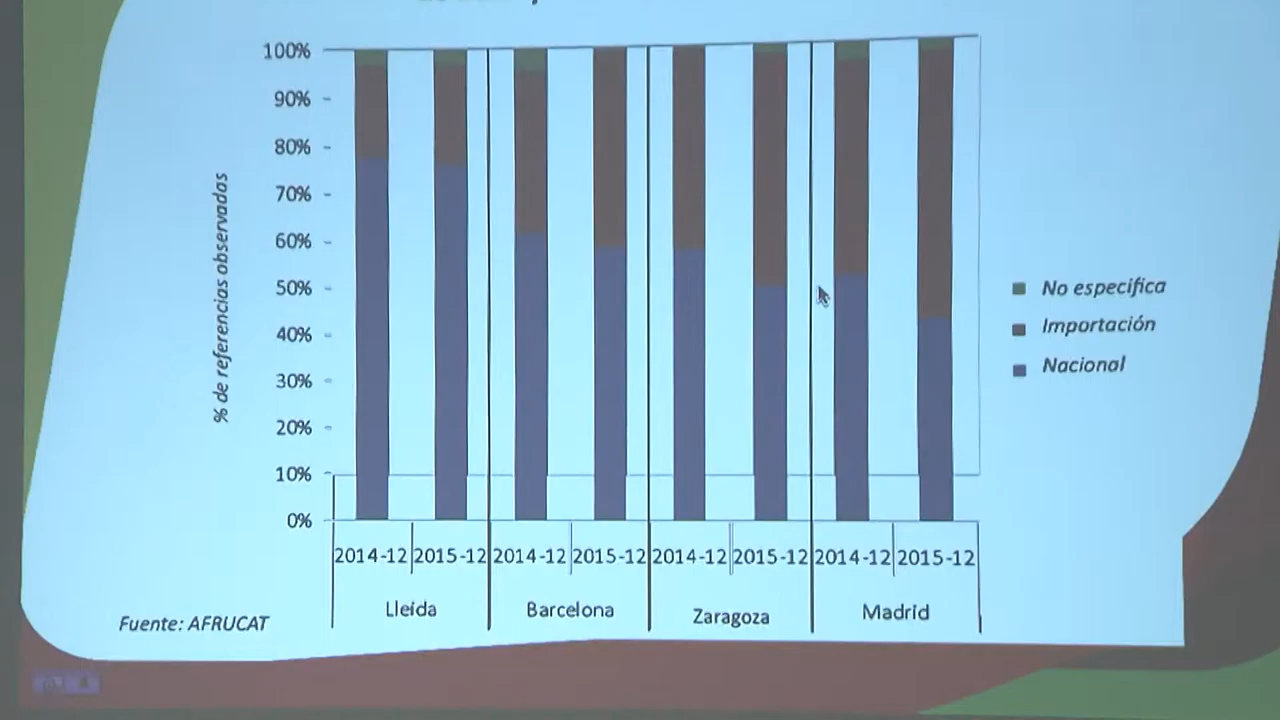 100%
90%
80%
70%
60%
50%
40%
30%
20%
10%
0%
% de referencias observadas
2014-12 2015-12 2014-12 2015-12 2014-12 2015-12 2014-12 2015-12
Lleida Barcelona Zaragoza Madrid
No especifica
Importación
Nacional
Fuente: AFRUCAT